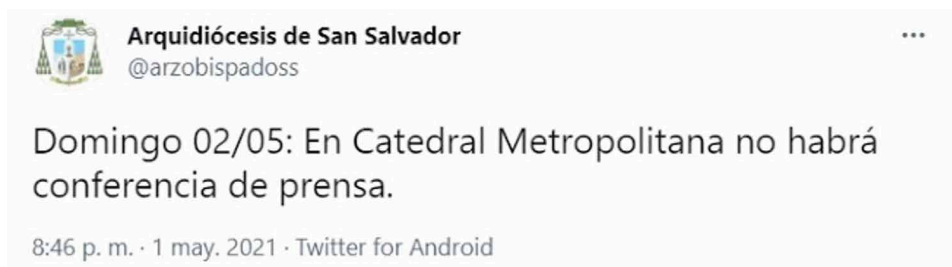 Arquidiócesis de San Salvador
@arzobispadoss
Domingo 02/05: En Catedral Metropolitana no habrá
conferencia de prensa.
8:46 p. m. · 1 may. 2021 · Twitter for Android